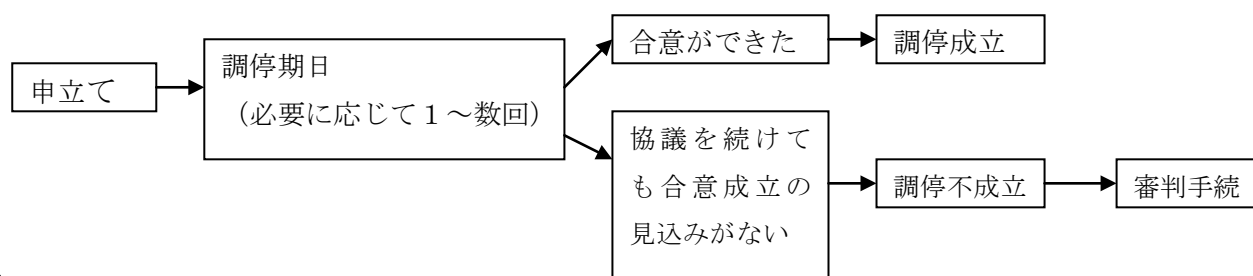 申立て
調停期日
（必要に応じて１～数回）
合意ができた
調停成立
協議を続けて
も合意成立の
見込みがない
調停不成立
審判手続